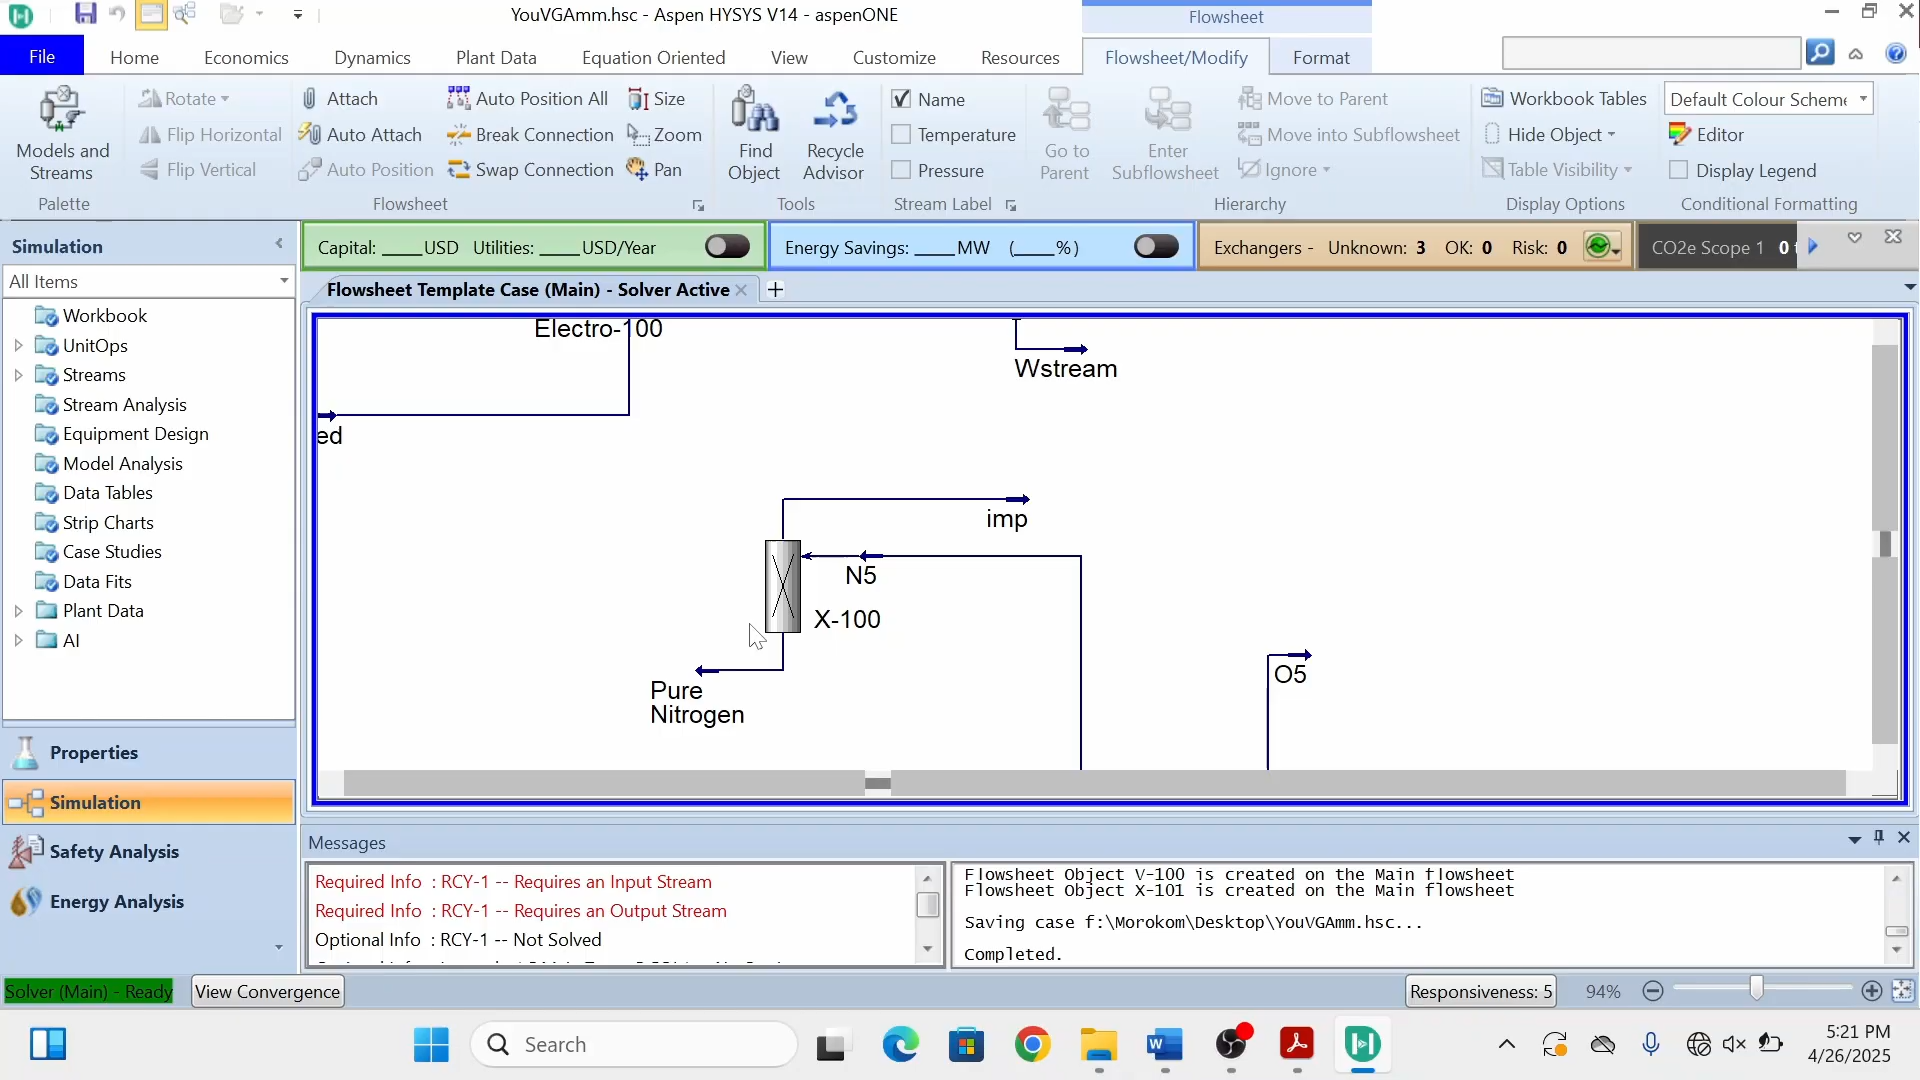 YouVGAmm.hsc - Aspen HYSYS V14 - aspenONE
Flowsheet
File Home Economics Dynamics Plant Data Equation Oriented View Customize Resources Flowsheet/Modify Format
Models and
Streams
Palette
Rotate
Flip Horizontal
Flip Vertical
Attach
Auto Attach
Auto Position
Auto Position All
Break Connection
Swap Connection
Size
Zoom
Pan
Flowsheet
Find
Object
Recycle
Advisor
Tools
Name
Temperature
Pressure
Stream Label
Go to
Parent
Enter
Subflowsheet
Move to Parent
Move into Subflowsheet
Ignore
Hierarchy
Workbook Tables
Hide Object
Table Visibility
Display Options
Default Colour Scheme
Editor
Display Legend
Conditional Formatting
Simulation
All Items
Workbook
UnitOps
Streams
Stream Analysis
Equipment Design
Model Analysis
Data Tables
Strip Charts
Case Studies
Data Fits
Plant Data
AI
Properties
Simulation
Safety Analysis
Energy Analysis
Capital: ____USD Utilities: ____USD/Year
Energy Savings: ____MW (____%)
Exchangers - Unknown: 3 OK: 0 Risk: 0
CO2e Scope 1 0 t
Flowsheet Template Case (Main) - Solver Active
Electro-100
Wstream
ed
imp
N5
X-100
Pure
Nitrogen
O5
Messages
Required Info : RCY-1 -- Requires an Input Stream
Required Info : RCY-1 -- Requires an Output Stream
Optional Info : RCY-1 -- Not Solved
Flowsheet Object V-100 is created on the Main flowsheet
Flowsheet Object X-101 is created on the Main flowsheet
Saving case f:\Morokom\Desktop\YouVGAmm.hsc...
Completed.
Solver (Main) - Ready
View Convergence
Responsiveness: 5
94%
Search
5:21 PM
4/26/2025